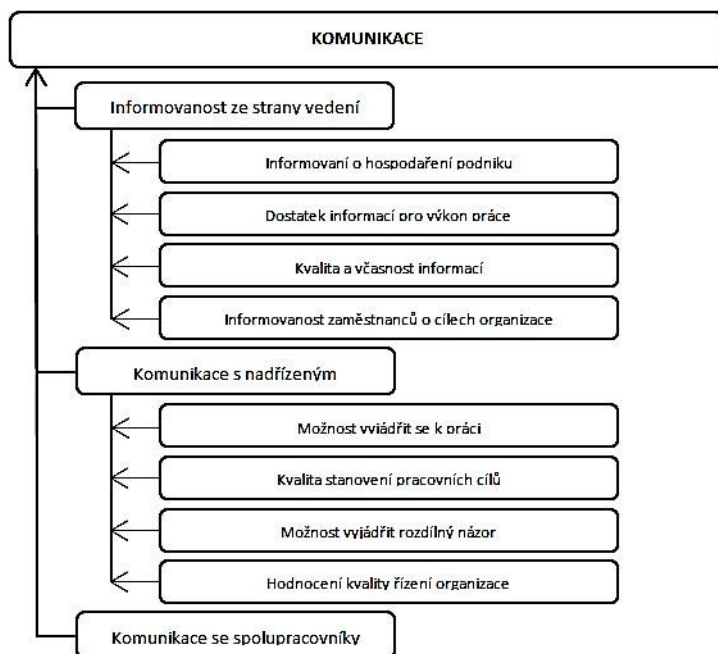 KOMUNIKACE
Informovanost ze strany vedení
Informovaní o hospodaření podniku
Dostatek informací pro výkon práce
Kvalita a včasnost informací
Informovanost zaměstnanců o cílech organizace
Komunikace s nadřízeným
Možnost vyjádřit se k práci
Kvalita stanovení pracovních cílů
Možnost vyjádřit rozdílný názor
Hodnocení kvality řízení organizace
Komunikace se spolupracovníky